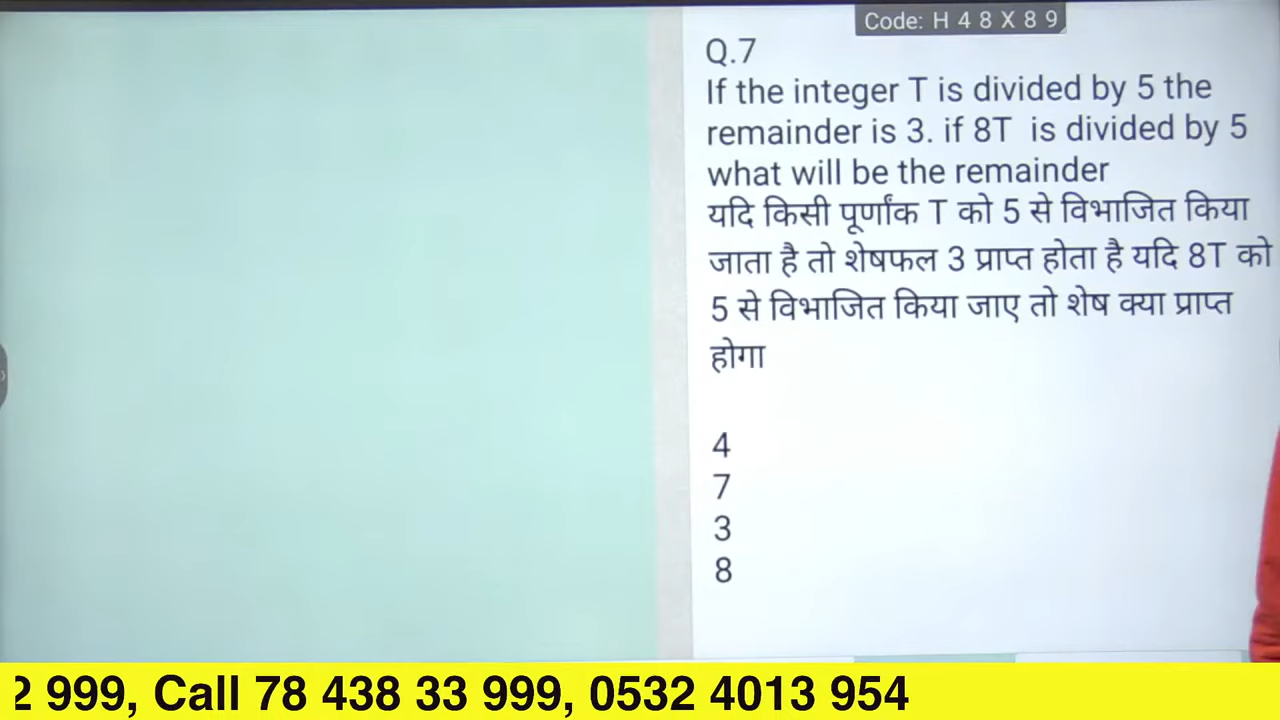 Code: H 4 8 X 8 9
Q.7
If the integer T is divided by 5 the
remainder is 3. if 8T  is divided by 5
what will be the remainder
यदि किसी पूर्णांक T को 5 से विभाजित किया
जाता है तो शेषफल 3 प्राप्त होता है यदि 8T को
5 से विभाजित किया जाए तो शेष क्या प्राप्त
होगा
4
7
3
8
2 999, Call 78 438 33 999, 0532 4013 954